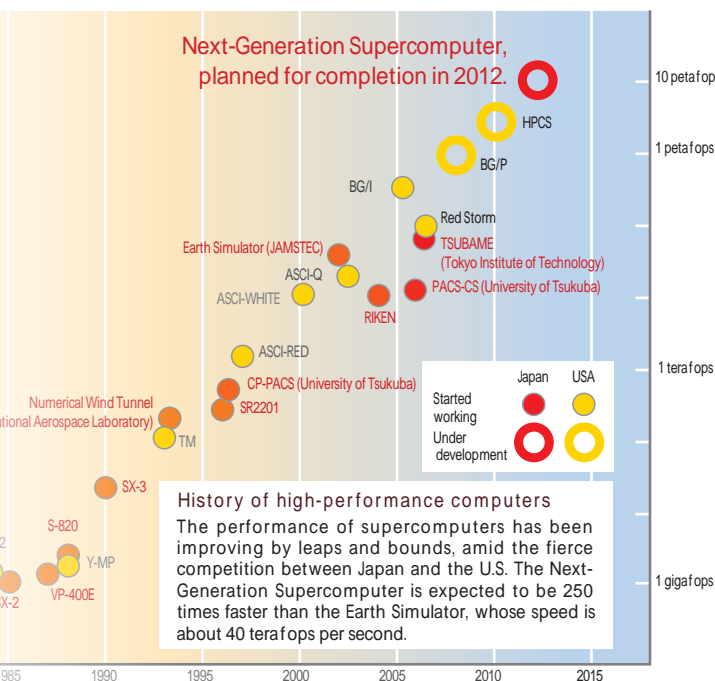 Next-Generation Supercomputer,
planned for completion in 2012.
10 petafop
HPCS
1 petafops
BG/P
BG/I
Red Storm
Earth Simulator (JAMSTEC)
TSUBAME
(Tokyo Institute of Technology)
ASCI-Q
ASCI-WHITE
PACS-CS (University of Tsukuba)
RIKEN
ASCI-RED
1 terafops
Japan
USA
CP-PACS (University of Tsukuba)
Started
working
Numerical Wind Tunnel
Aerospace Laboratory)
SR2201
TM
Under
development
SX-3
History of high-performance computers
The performance of supercomputers has been
improving by leaps and bounds, amid the fierce
competition between Japan and the U.S. The Next-
Generation Supercomputer is expected to be 250
times faster than the Earth Simulator, whose speed is
about 40 terafops per second.
S-820
Y-MP
VP-400E
1 gigafops
1990
1995
2000
2005
2010
2015